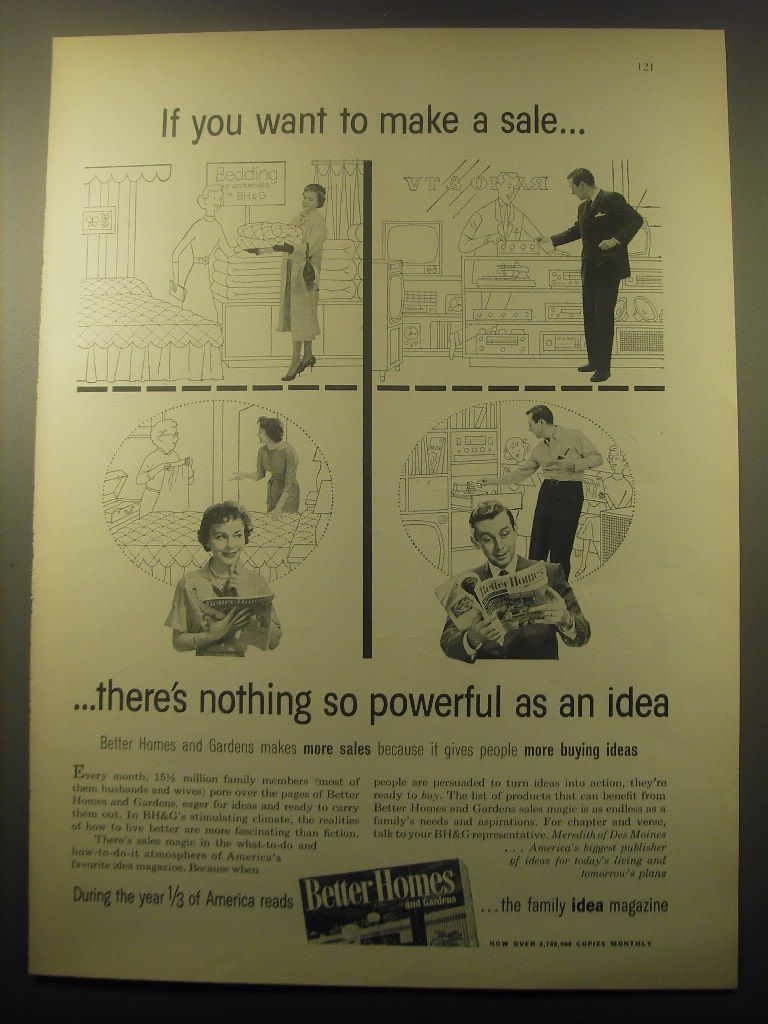 121
If you want to make a sale...
Bedding
AS ADVERTISED
IN BH&G
RADIO & TV
Better Homes
Better Homes
...there's nothing so powerful as an idea
Better Homes and Gardens makes more sales because it gives people more buying ideas
Every month, 15½ million family members (most of
them husbands and wives) pore over the pages of Better
Homes and Gardens, eager for ideas and ready to carry
them out. In BH&G's stimulating climate, the realities
of how to live better are more fascinating than fiction.
There's sales magic in the what-to-do and
how-to-do-it atmosphere of America's
favorite idea magazine. Because when
people are persuaded to turn ideas into action, they're
ready to buy. The list of products that can benefit from
Better Homes and Gardens sales magic is as endless as a
family's needs and aspirations. For chapter and verse,
talk to your BH&G representative. Meredith of Des Moines
. . . America's biggest publisher
of ideas for today's living and
tomorrow's plans
During the year 1/3 of America reads
Better Homes
and Gardens
...the family idea magazine
NOW OVER COPIES MONTHLY